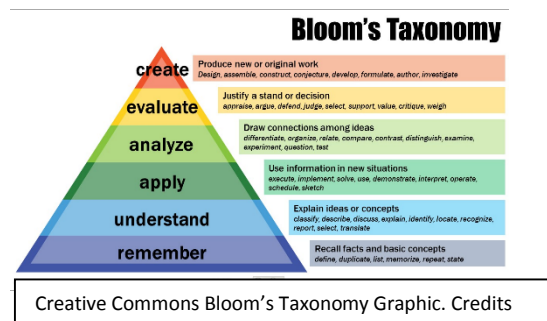 Bloom's Taxonomy
create
Produce new or original work
Design, assemble, construct, conjecture, develop, formulate, author, investigate
evaluate
Justify a stand or decision
appraise, argue, defend, judge, select, support, value, critique, weigh
analyze
Draw connections among ideas
differentiate, organize, relate, compare, contrast, distinguish, examine,
experiment, question, test
apply
Use information in new situations
execute, implement, solve, use, demonstrate, interpret, operate,
schedule, sketch
understand
Explain ideas or concepts
classify, describe, discuss, explain, identify, locate, recognize,
report, select, translate
remember
Recall facts and basic concepts
define, duplicate, list, memorize, repeat, state
Creative Commons Bloom's Taxonomy Graphic. Credits